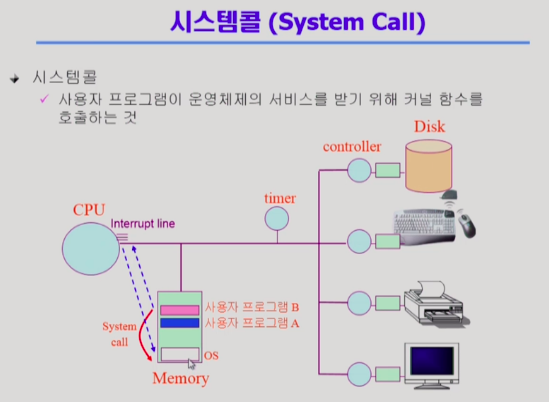 시스템콜 (System Call)
시스템콜
사용자 프로그램이 운영체제의 서비스를 받기 위해 커널 함수를
호출하는 것
Disk
controller
timer
CPU
Interrupt line
사용자 프로그램 B
사용자 프로그램 A
System
call
OS
Memory